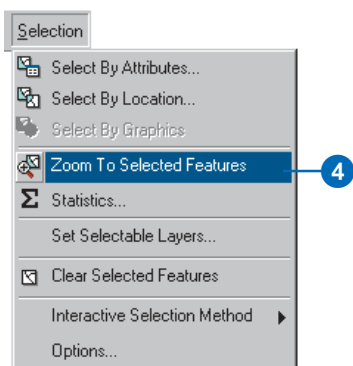 Selection
Select By Attributes...
Select By Location...
Select By Graphics
Zoom To Selected Features
4
Σ Statistics...
Set Selectable Layers...
Clear Selected Features
Interactive Selection Method
Options...